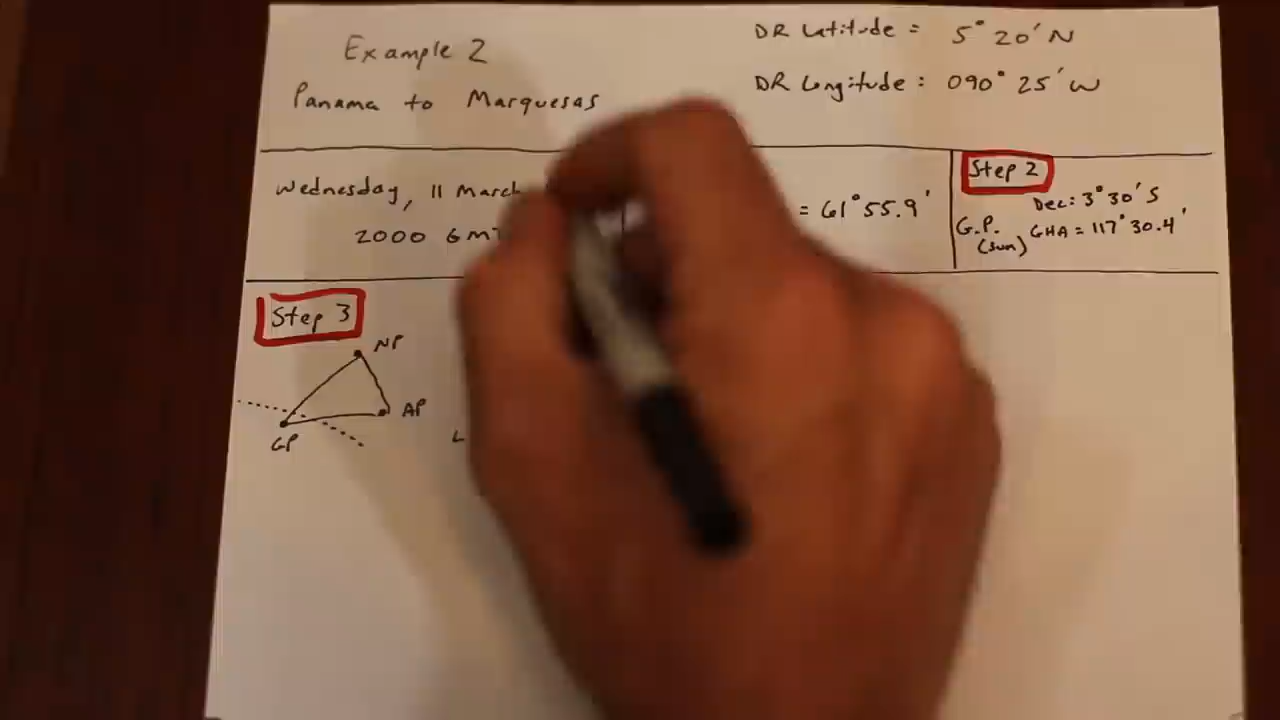 Example 2
Panama to Marquesas
DR Latitude = 5° 20' N
DR Longitude: 090° 25' W
Wednesday, 11 March
2000 GMT
= 61° 55.9'
Step 2
Dec: 3° 30' S
G.P. GHA = 117° 30.4'
(sun)
Step 3
NP
AP
GP
L